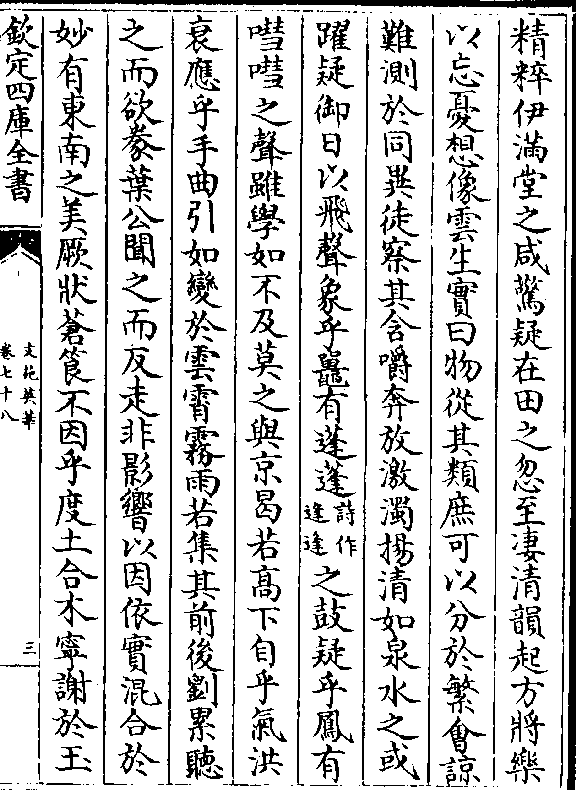 精粹伊滿堂之咸驚疑在田之忽至凄清韻起方將樂
以忘憂想像雲生實曰物從其類庶可以分於繁會諒
難測於同異徒察其含嚼奔放激濁揚清如泉水之或
躍疑御日以飛聲象乎鼉有蓬蓬詩作逢逢之鼓疑乎鳳有
嘒嘒之聲雖學如不及莫之與京曷若髙下自乎氣洪
衰應乎手曲引如變於雲霄霧雨若集其前後劉累聽
之而欲豢葉公聞之而反走非影響以因依實混合於
妙有東南之美厥狀蒼筤不因乎度土合木寧謝於玉
欽定四庫全書
文苑英華
卷七十八
三